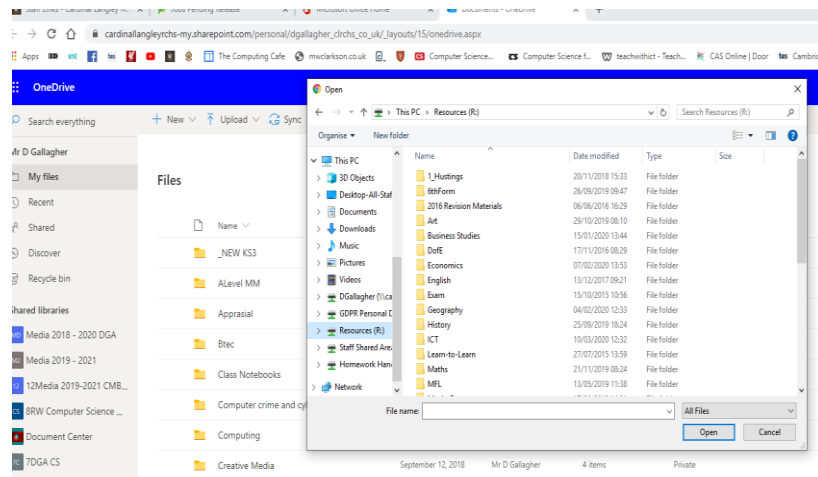 Documents - OneDrive
cardinallangleyrchs-my.sharepoint.com/personal/dgallagher_clrchs_co_uk/_layouts/15/onedrive.aspx
Apps
The Computing Cafe
mwclarkson.co.uk
Computer Science...
Computer Science f...
teachwithict - Teach...
CAS Online | Door
Cambrid
OneDrive
Search everything
New
Upload
Sync
Mr D Gallagher
My files
Recent
Shared
Discover
Recycle bin
Shared libraries
Media 2018 - 2020 DGA
Media 2019 - 2021
12Media 2019-2021 CMB...
8RW Computer Science ...
Document Center
7DGA CS
Files
Name
_NEW KS3
ALevel MM
Apprasial
Btec
Class Notebooks
Computer crime and cy
Computing
Creative Media September 12, 2018 Mr D Gallagher 4 items Private
Open
This PC > Resources (R:)
Search Resources (R:)
Organise New folder
This PC
3D Objects
Desktop-All-Staf
Documents
Downloads
Music
Pictures
Videos
DGallagher (\\ca
GDPR Personal D
Resources (R:)
Staff Shared Area
Homework Han
Network
Name Date modified Type Size
1_Hustings 20/11/2018 15:33 File folder
6thForm 26/09/2019 09:47 File folder
2016 Revision Materials 06/06/2016 16:29 File folder
Art 29/10/2019 08:10 File folder
Business Studies 15/01/2020 13:44 File folder
DofE 17/11/2016 08:29 File folder
Economics 07/02/2020 13:53 File folder
English 13/12/2017 09:21 File folder
Exam 15/10/2015 10:56 File folder
Geography 04/02/2020 12:33 File folder
History 25/09/2019 18:24 File folder
ICT 10/03/2020 12:32 File folder
Learn-to-Learn 27/07/2015 13:59 File folder
Maths 21/11/2019 08:24 File folder
MFL 13/05/2019 11:38 File folder
File name:
All Files
Open
Cancel